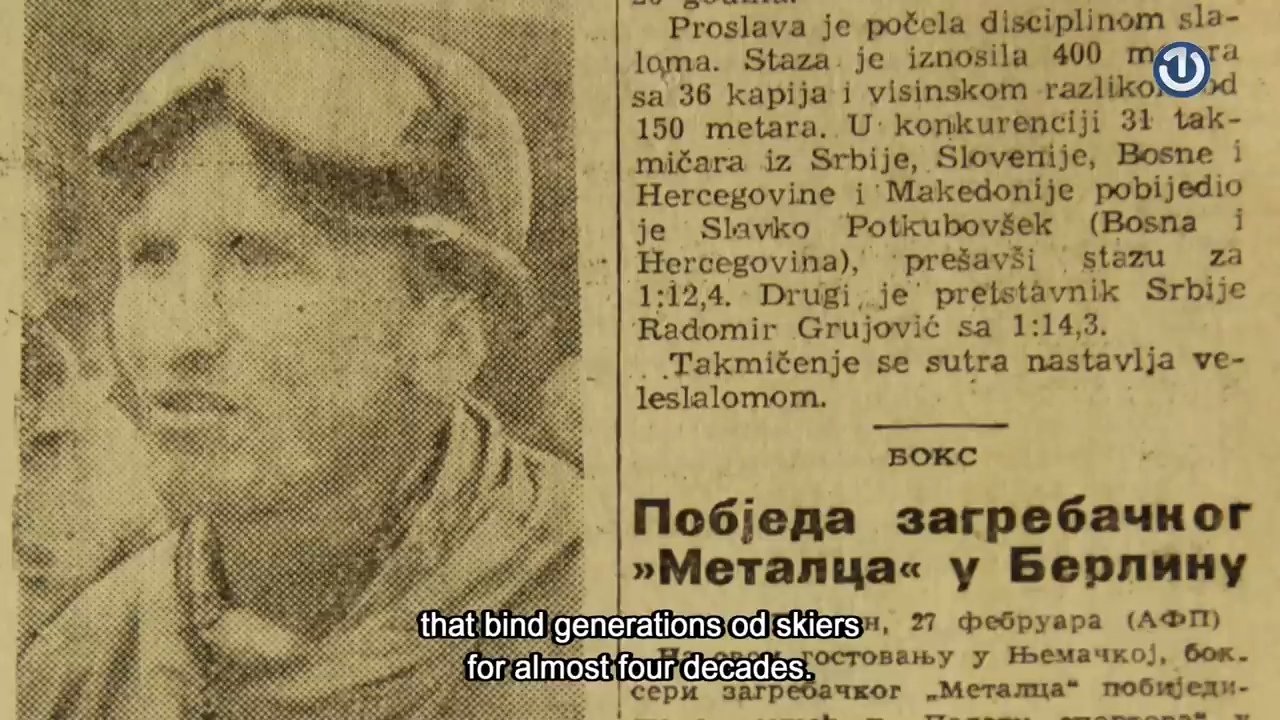 Proslava je počela disciplinom sla-
loma. Staza je iznosila 400
sa 36 kapija i visinskom od
150 metara. U konkurenciji 31 tak-
mičara iz Srbije, Slovenije, Bosne i
Hercegovine i Makedonije pobijedio
je Slavko Potkubovšek (Bosna i
Hercegovina), prešavši stazu za
1:12,4. Drugi je pretstavnik Srbije
Radomir Grujović sa 1:14,3.
Takmičenje se sutra nastavlja ve-
leslalomom.
БОКС
Побједа загребачког
»Металца« у Берлину
27 фебруара (АФП)
гостовању у Њемачкој, бок-
сери загребачког „Металца“ побиједи-
that bind generations od skiers
for almost four decades.